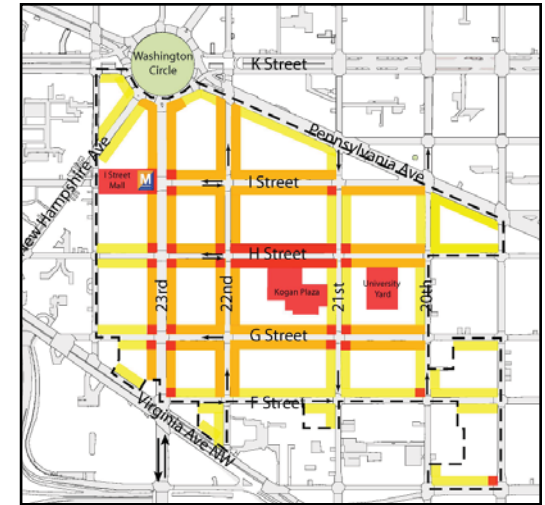 Washington
Circle
K Street
Pennsylvania Ave
New Hampshire Ave
I Street
Mall
M
I Street
H Street
23rd
22nd
Kogan Plaza
21st
University
Yard
20th
G Street
F Street
Virginia Ave NW